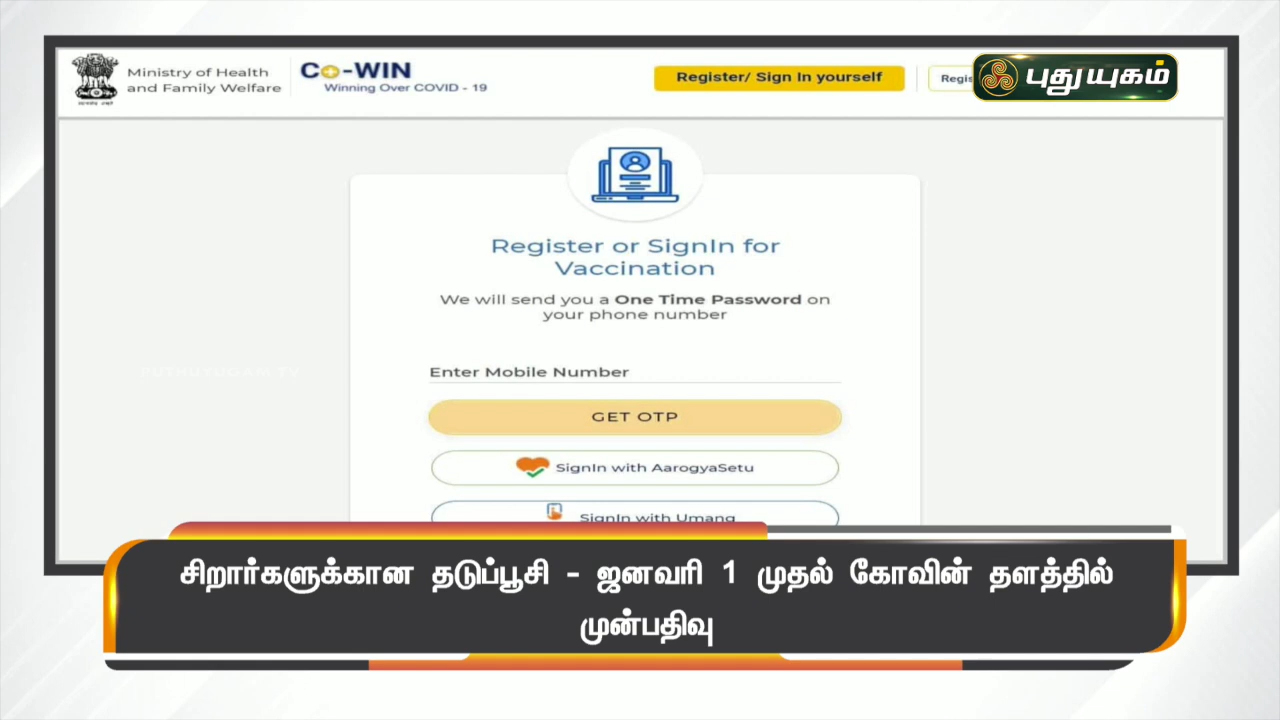 Ministry of Health
and Family Welfare
Co-WIN
Winning Over COVID - 19
Register/ Sign In yourself
Regis
புதுயுகம்
Register or SignIn for
Vaccination
We will send you a One Time Password on
your phone number
PUTHUYUGAM TV
Enter Mobile Number
GET OTP
SignIn with AarogyaSetu
SignIn with Umang
சிறார்களுக்கான தடுப்பூசி - ஜனவரி 1 முதல் கோவின் தளத்தில்
முன்பதிவு